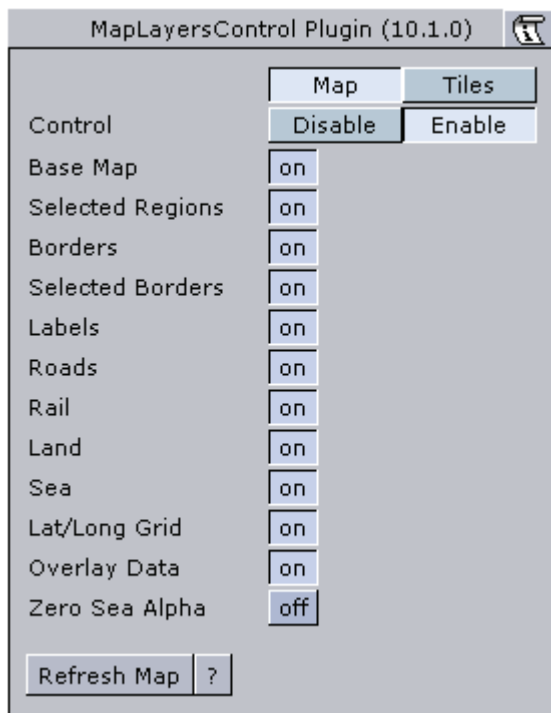 MapLayersControl Plugin (10.1.0)
Map Tiles
Control Disable Enable
Base Map on
Selected Regions on
Borders on
Selected Borders on
Labels on
Roads on
Rail on
Land on
Sea on
Lat/Long Grid on
Overlay Data on
Zero Sea Alpha off
Refresh Map ?